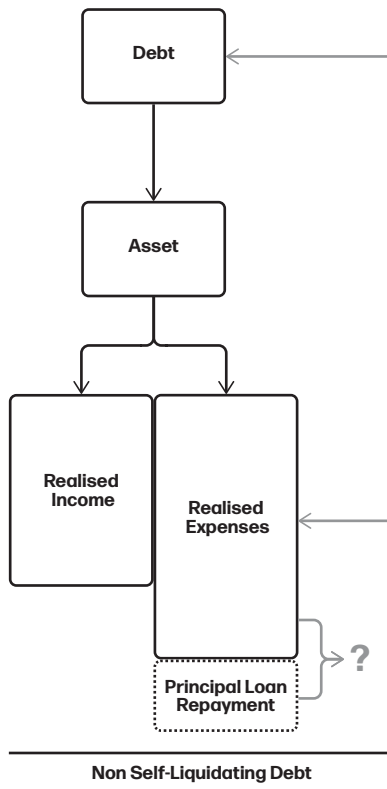 Debt
Asset
Realised
Income
Realised
Expenses
?
Principal Loan
Repayment
Non Self-Liquidating Debt